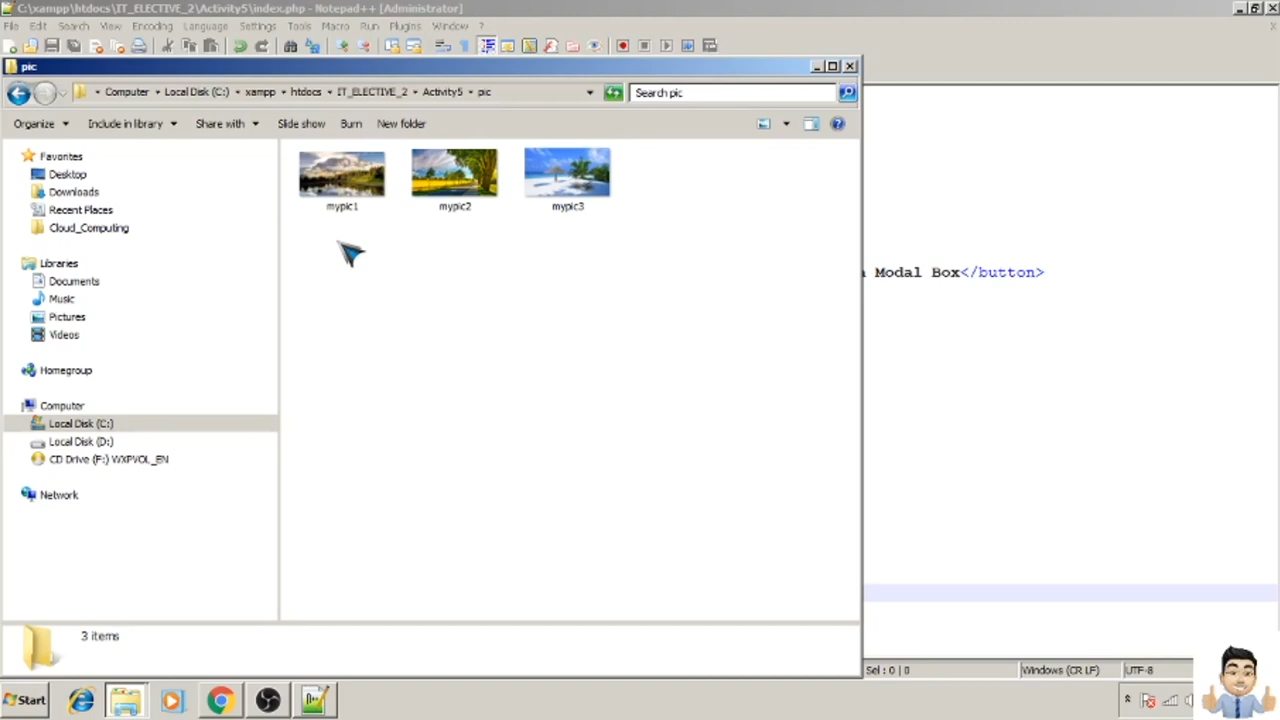 C:\xampp\htdocs\IT_ELECTIVE_2\Activity5\index.php - Notepad++ [Administrator]
File Edit Search View Encoding Language Settings Tools Macro Run Plugins Window ?
pic
Computer Local Disk (C:) xampp htdocs IT_ELECTIVE_2 Activity5 pic Search pic
Organize Include in library Share with Slide show Burn New folder
Favorites
Desktop
Downloads
Recent Places
Cloud_Computing
Libraries
Documents
Music
Pictures
Videos
Homegroup
Computer
Local Disk (C:)
Local Disk (D:)
CD Drive (F:) WXPVOL_EN
Network
mypic1 mypic2 mypic3
Modal Box</button>
3 items
Sel : 0 | 0 Windows (CR LF) UTF-8
Start